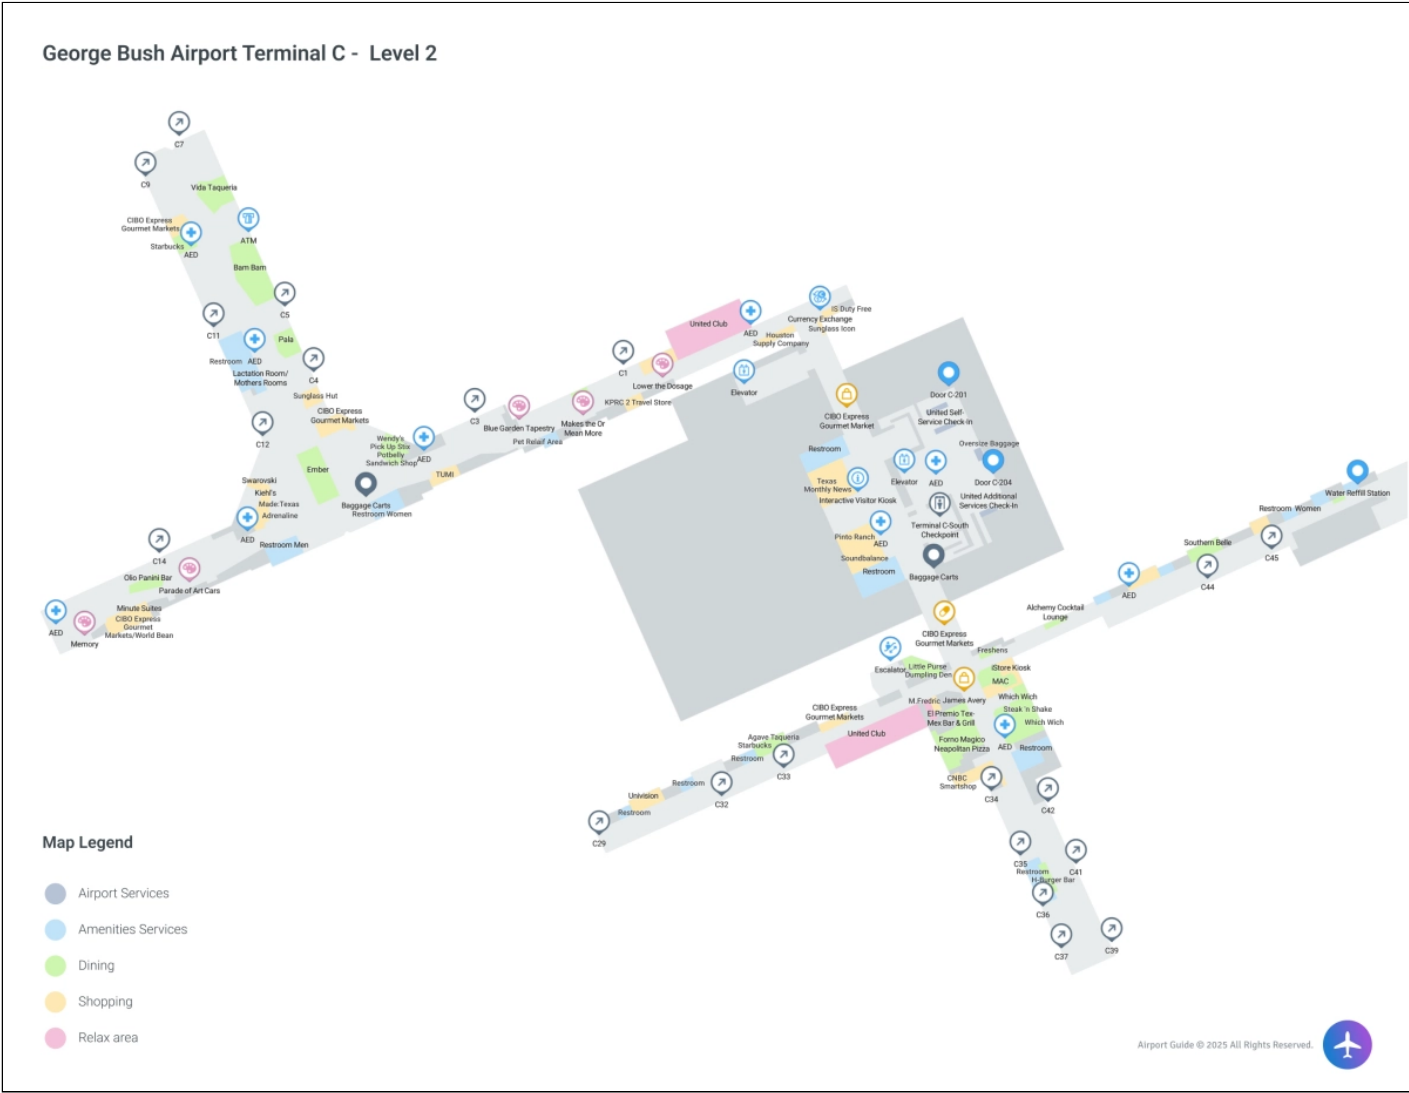 George Bush Airport Terminal C -  Level 2
C7
C9
Vida Taqueria
CIBO Express
Gourmet Markets
Starbucks
AED
ATM
Bam Bam
C5
C11
Pala
Restroom
AED
Lactation Room/
Mothers Rooms
C4
Sunglass Hut
CIBO Express
Gourmet Markets
C12
Ember
Wendy's
Pick Up Stix
Potbelly
Sandwich Shop
AED
TUMI
Baggage Carts
Restroom Women
Swarovski
Kiehl's
Made:Texas
Adrenaline
AED
Restroom Men
C14
Olio Panini Bar
Parade of Art Cars
Minute Suites
CIBO Express
Gourmet
Markets/World Bean
AED
Memory
C3
Blue Garden Tapestry
Pet Relaif Area
Makes the Dr
Mean More
KPRC 2 Travel Store
C1
Lower the Dosage
United Club
AED
Houston
Supply Company
IS Duty Free
Currency Exchange
Sunglass Icon
Elevator
CIBO Express
Gourmet Market
Door C-201
United Self-
Service Check-In
Oversize Baggage
Door C-204
Restroom
Elevator
AED
United Additional
Services Check-In
Texas
Monthly News
Interactive Visitor Kiosk
Terminal C-South
Checkpoint
Pinto Ranch
AED
Soundbalance
Restroom
Baggage Carts
CIBO Express
Gourmet Markets
Escalator
Little Purse
Dumpling Den
Freshens
iStore Kiosk
MAC
Which Wich
Steak 'n Shake
Which Wich
M.Fredric
James Avery
El Premio Tex-
Mex Bar & Grill
Forno Magico
Neapolitan Pizza
AED
Restroom
CNBC
Smartshop
C34
C42
CIBO Express
Gourmet Markets
United Club
Agave Taqueria
Starbucks
Restroom
C33
Restroom
C32
Univision
Restroom
C29
C35
C41
Restroom
H-Burger Bar
C36
C37
C39
Alchemy Cocktail
Lounge
AED
Southern Belle
C44
C45
Restroom Women
Water Reffill Station
Map Legend
Airport Services
Amenities Services
Dining
Shopping
Relax area
Airport Guide © 2025 All Rights Reserved.